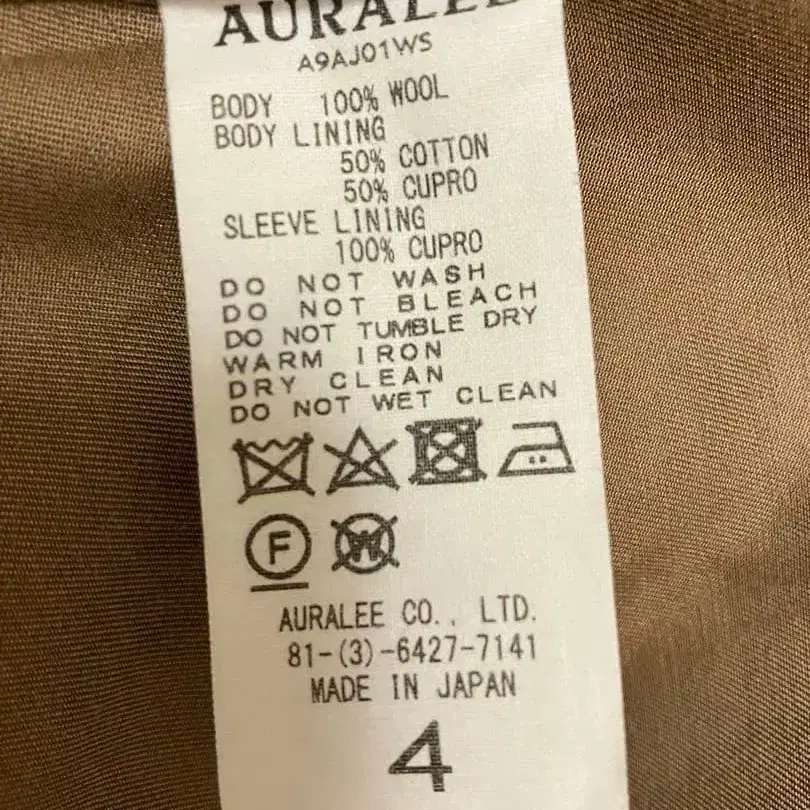 AURALEE
A9AJ01WS
BODY 100% WOOL
BODY LINING
50% COTTON
50% CUPRO
SLEEVE LINING
100% CUPRO
DO NOT WASH
DO NOT BLEACH
DO NOT TUMBLE DRY
WARM IRON
DRY CLEAN
DO NOT WET CLEAN
F W
AURALEE CO., LTD.
81-(3)-6427-7141
MADE IN JAPAN
4